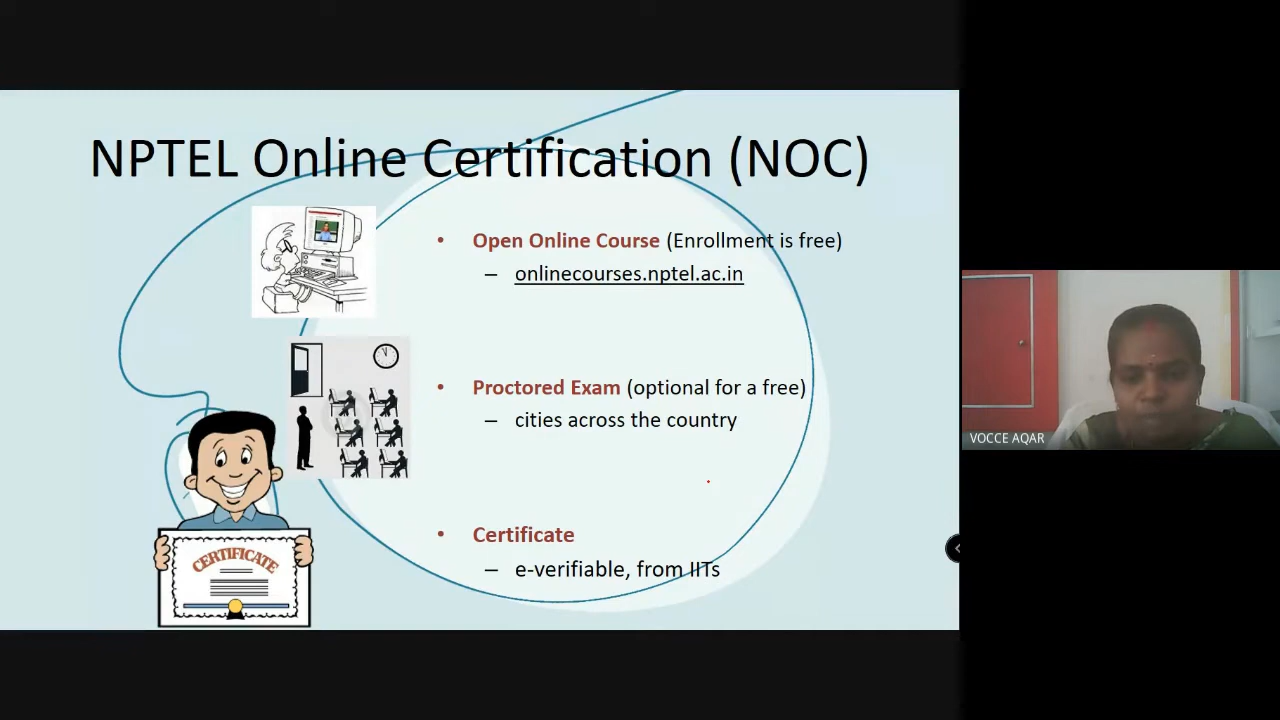 NPTEL Online Certification (NOC)
• Open Online Course (Enrollment is free)
– onlinecourses.nptel.ac.in
• Proctored Exam (optional for a free)
– cities across the country
• Certificate
– e-verifiable, from IITs
CERTIFICATE
VOCCE AQAR